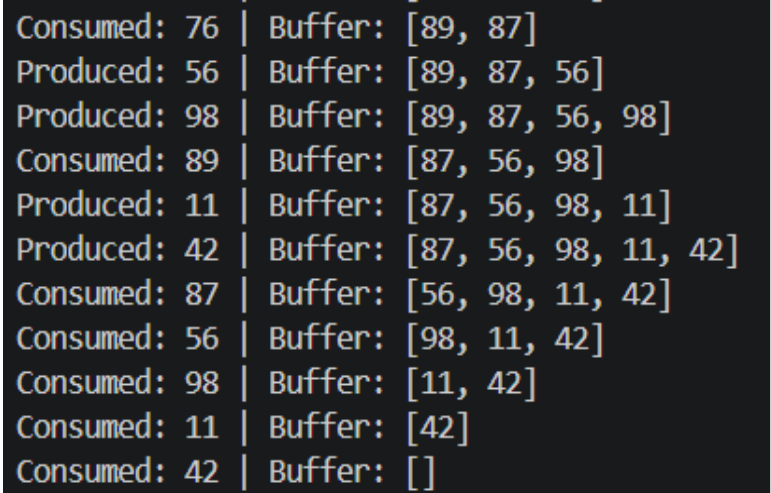 Consumed: 76 | Buffer: [89, 87]
Produced: 56 | Buffer: [89, 87, 56]
Produced: 98 | Buffer: [89, 87, 56, 98]
Consumed: 89 | Buffer: [87, 56, 98]
Produced: 11 | Buffer: [87, 56, 98, 11]
Produced: 42 | Buffer: [87, 56, 98, 11, 42]
Consumed: 87 | Buffer: [56, 98, 11, 42]
Consumed: 56 | Buffer: [98, 11, 42]
Consumed: 98 | Buffer: [11, 42]
Consumed: 11 | Buffer: [42]
Consumed: 42 | Buffer: []